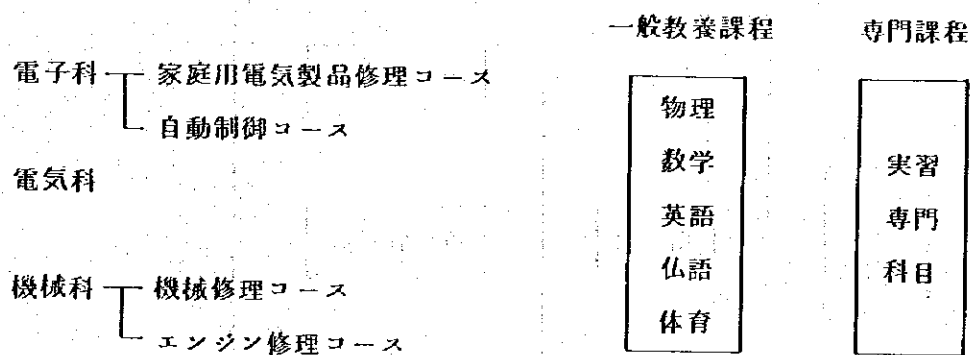 一般教養課程 専門課程
電子科 家庭用電気製品修理コース
自動制御コース
電気科
機械科 機械修理コース
エンジン修理コース
物理
数学
英語
仏語
体育
実習
専門
科目